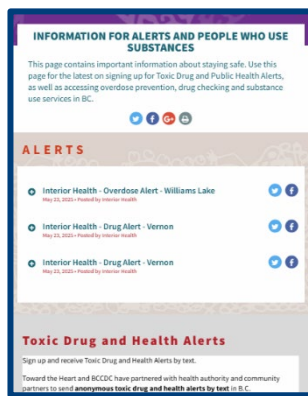 INFORMATION FOR ALERTS AND PEOPLE WHO USE
SUBSTANCES
This page contains important information about staying safe. Use this
page for the latest on signing up for Toxic Drug and Public Health Alerts,
as well as accessing overdose prevention, drug checking and substance
use services in BC.
ALERTS
Interior Health - Overdose Alert - Williams Lake
May 23, 2025 • Posted by Interior Health
Interior Health - Drug Alert - Vernon
May 23, 2025 • Posted by Interior Health
Interior Health - Drug Alert - Vernon
May 23, 2025 • Posted by Interior Health
Toxic Drug and Health Alerts
Sign up and receive Toxic Drug and Health Alerts by text.
Toward the Heart and BCCDC have partnered with health authority and community
partners to send anonymous toxic drug and health alerts by text in B.C.